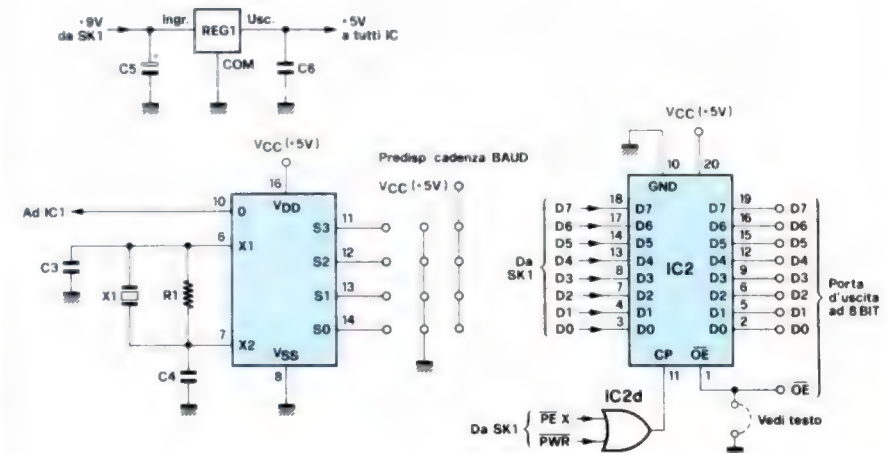 +9V
da SK1
Ingr.
REG1
Usc.
+5V
a tutti IC
COM
C5
+
C6
VCC (+5V)
Predisp cadenza BAUD
VCC (+5V)
16
VDD
Ad IC1
10
O
S3
11
6
X1
S2
12
C3
X1
R1
S1
13
S0
14
7
X2
VSS
C4
8
VCC (+5V)
10
20
GND
Da SK1
D7
D6
D5
D4
D3
D2
D1
D0
18
17
14
13
8
7
4
3
D7
D6
D5
D4
D3
D2
D1
D0
IC2
D7
D6
D5
D4
D3
D2
D1
D0
19
16
15
12
9
6
5
2
D7
D6
D5
D4
D3
D2
D1
D0
Porta
d'uscita
ad 8 BIT
CP
OE
11
1
OE
IC2d
Da SK1
PE X
PWR
Vedi testo